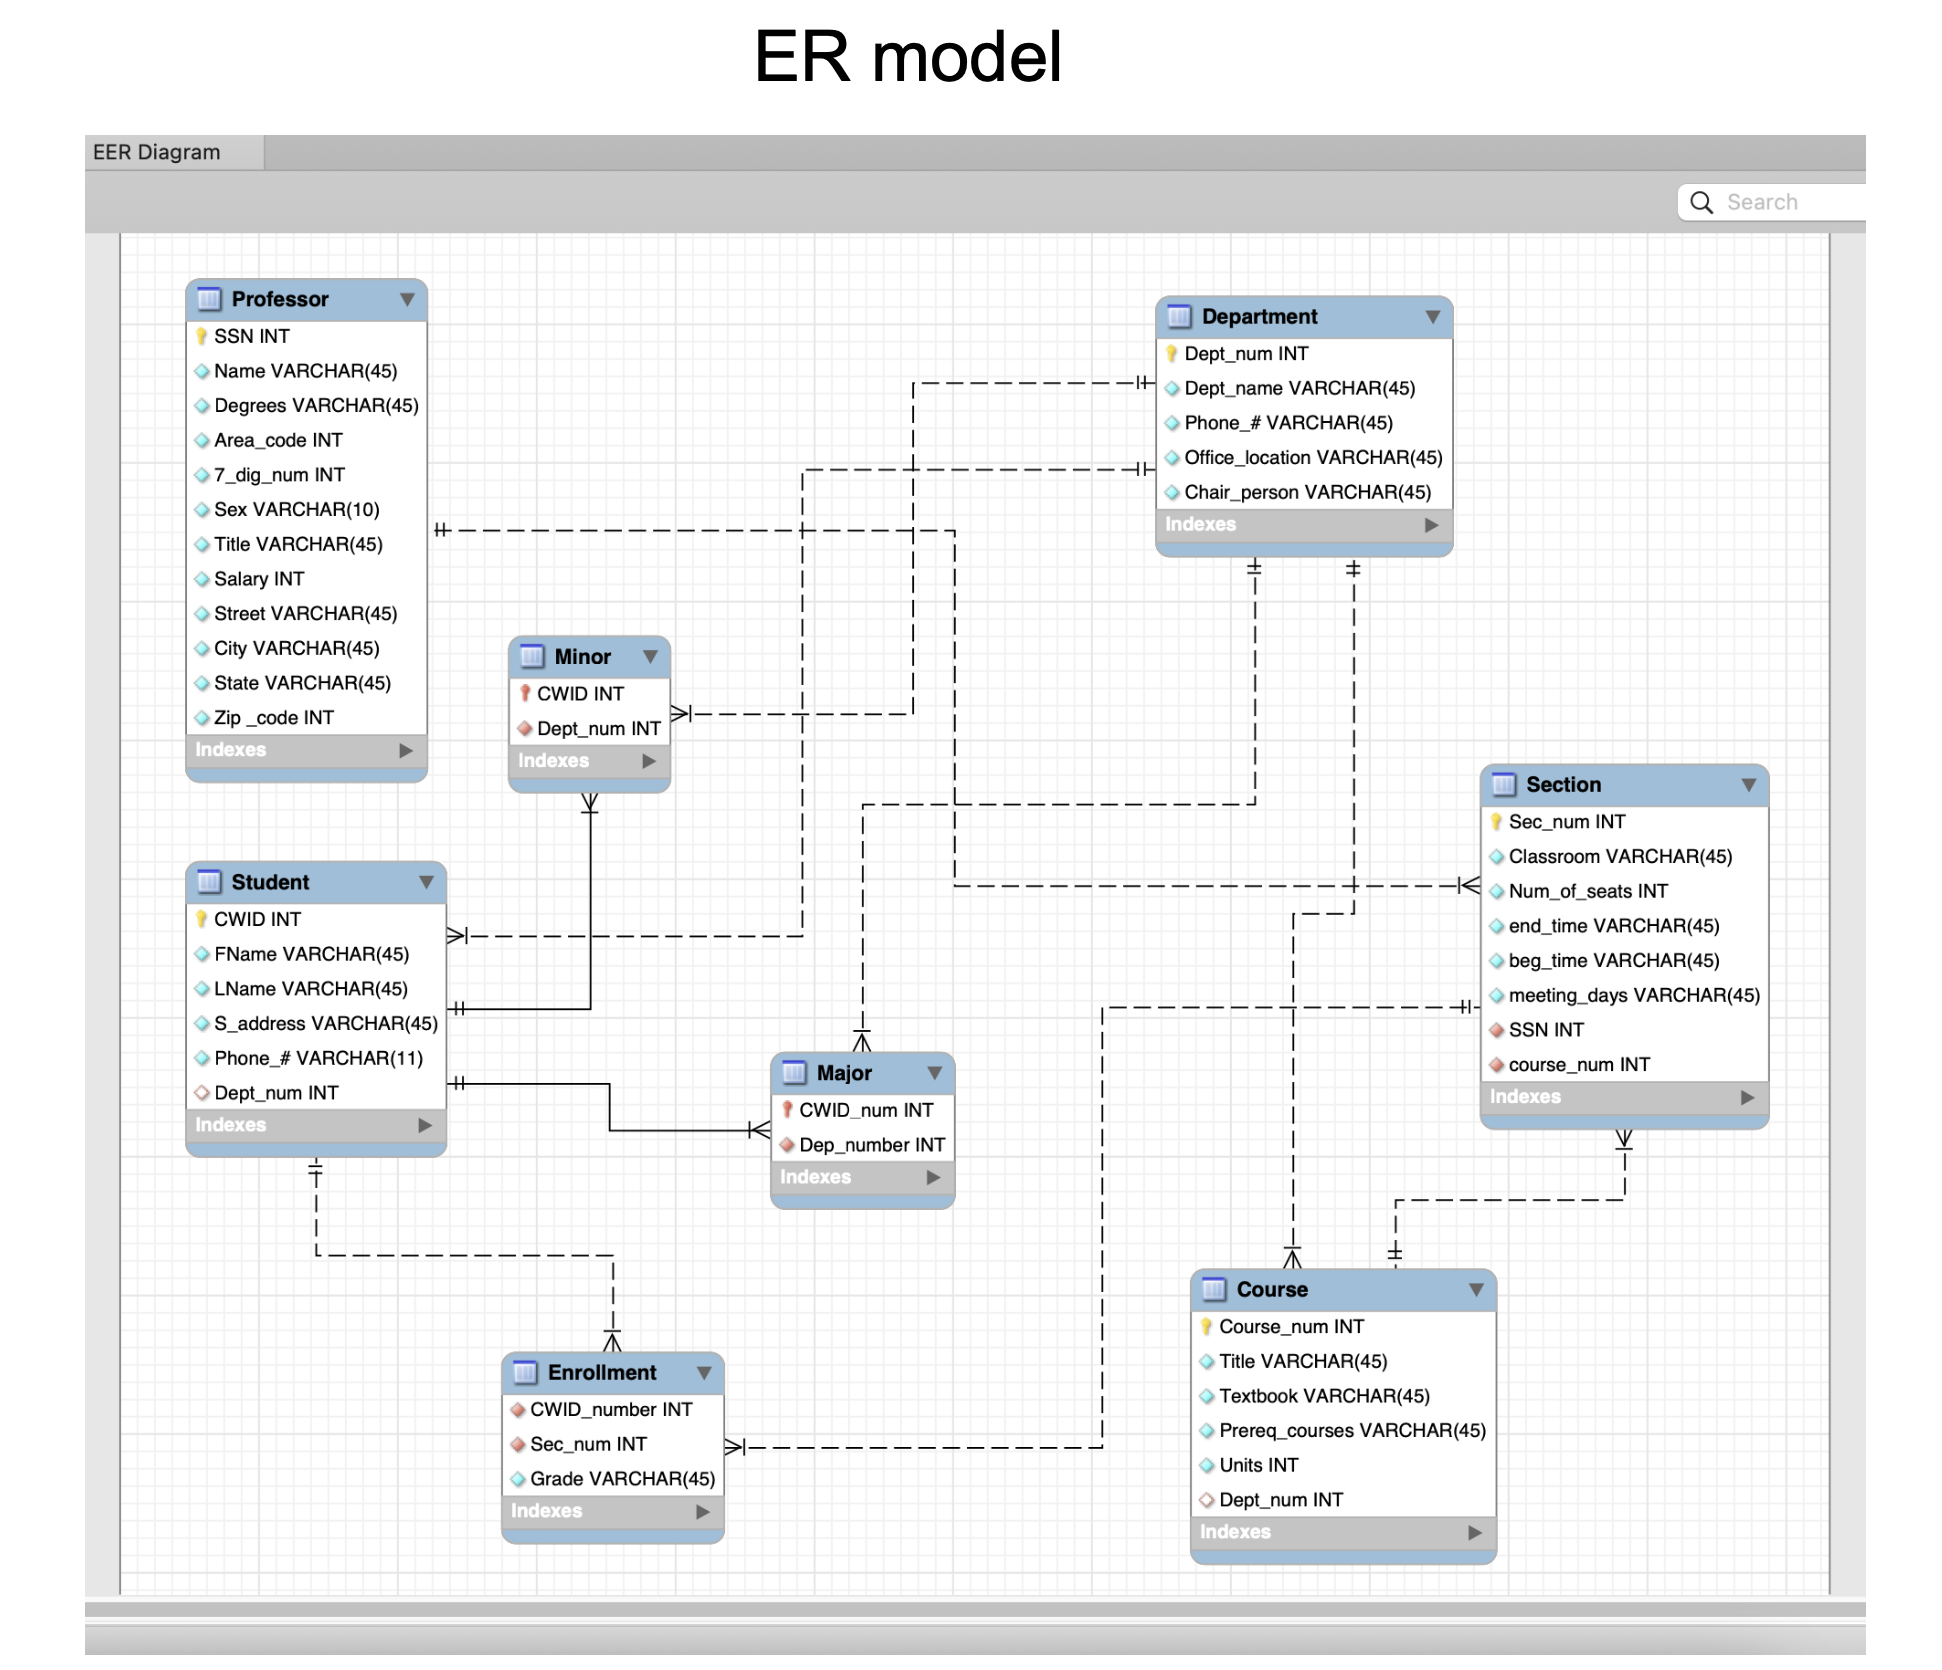 ER model
EER Diagram
Search
Professor
SSN INT
Name VARCHAR(45)
Degrees VARCHAR(45)
Area_code INT
7_dig_num INT
Sex VARCHAR(10)
Title VARCHAR(45)
Salary INT
Street VARCHAR(45)
City VARCHAR(45)
State VARCHAR(45)
Zip _code INT
Indexes
Department
Dept_num INT
Dept_name VARCHAR(45)
Phone_# VARCHAR(45)
Office_location VARCHAR(45)
Chair_person VARCHAR(45)
Indexes
Minor
CWID INT
Dept_num INT
Indexes
Section
Sec_num INT
Classroom VARCHAR(45)
Num_of_seats INT
end_time VARCHAR(45)
beg_time VARCHAR(45)
meeting_days VARCHAR(45)
SSN INT
course_num INT
Indexes
Student
CWID INT
FName VARCHAR(45)
LName VARCHAR(45)
S_address VARCHAR(45)
Phone_# VARCHAR(11)
Dept_num INT
Indexes
Major
CWID_num INT
Dep_number INT
Indexes
Course
Course_num INT
Title VARCHAR(45)
Textbook VARCHAR(45)
Prereq_courses VARCHAR(45)
Units INT
Dept_num INT
Indexes
Enrollment
CWID_number INT
Sec_num INT
Grade VARCHAR(45)
Indexes